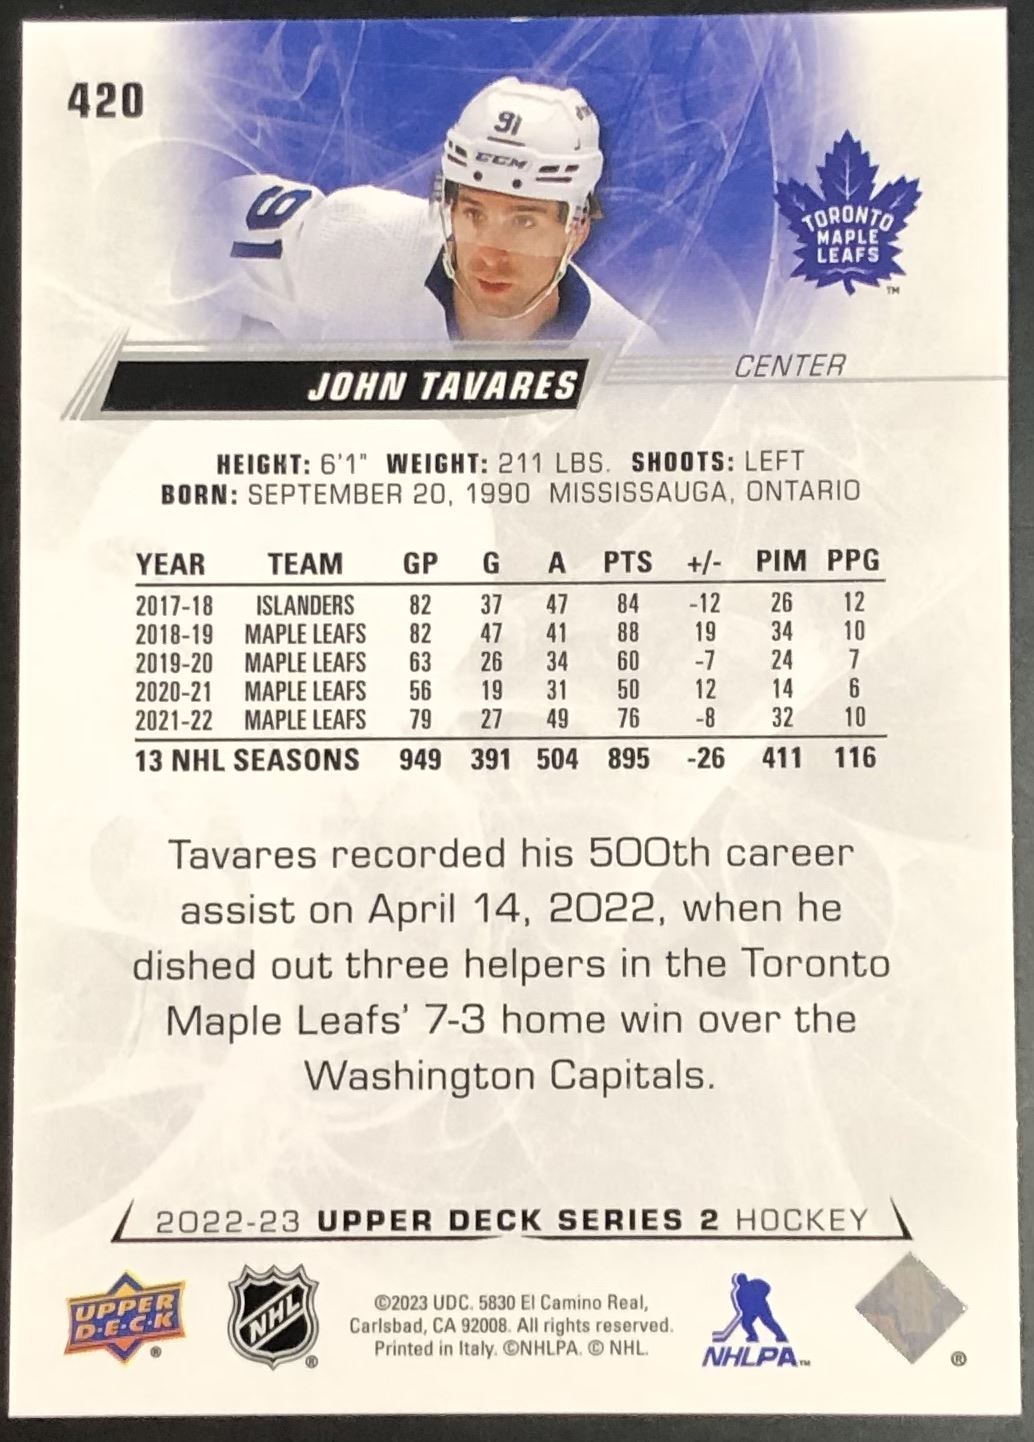 420
91
CCM
91
TORONTO
MAPLE
LEAFS
™
JOHN TAVARES
CENTER
HEIGHT: 6'1" WEIGHT: 211 LBS. SHOOTS: LEFT
BORN: SEPTEMBER 20, 1990 MISSISSAUGA, ONTARIO
YEAR TEAM GP G A PTS +/- PIM PPG
2017-18 ISLANDERS 82 37 47 84 -12 26 12
2018-19 MAPLE LEAFS 82 47 41 88 19 34 10
2019-20 MAPLE LEAFS 63 26 34 60 -7 24 7
2020-21 MAPLE LEAFS 56 19 31 50 12 14 6
2021-22 MAPLE LEAFS 79 27 49 76 -8 32 10
13 NHL SEASONS 949 391 504 895 -26 411 116
Tavares recorded his 500th career
assist on April 14, 2022, when he
dished out three helpers in the Toronto
Maple Leafs' 7-3 home win over the
Washington Capitals.
2022-23 UPPER DECK SERIES 2 HOCKEY
UPPER
D·E·C·K
®
NHL
®
©2023 UDC. 5830 El Camino Real,
Carlsbad, CA 92008. All rights reserved.
Printed in Italy. ©NHLPA. © NHL.
NHLPA™
®